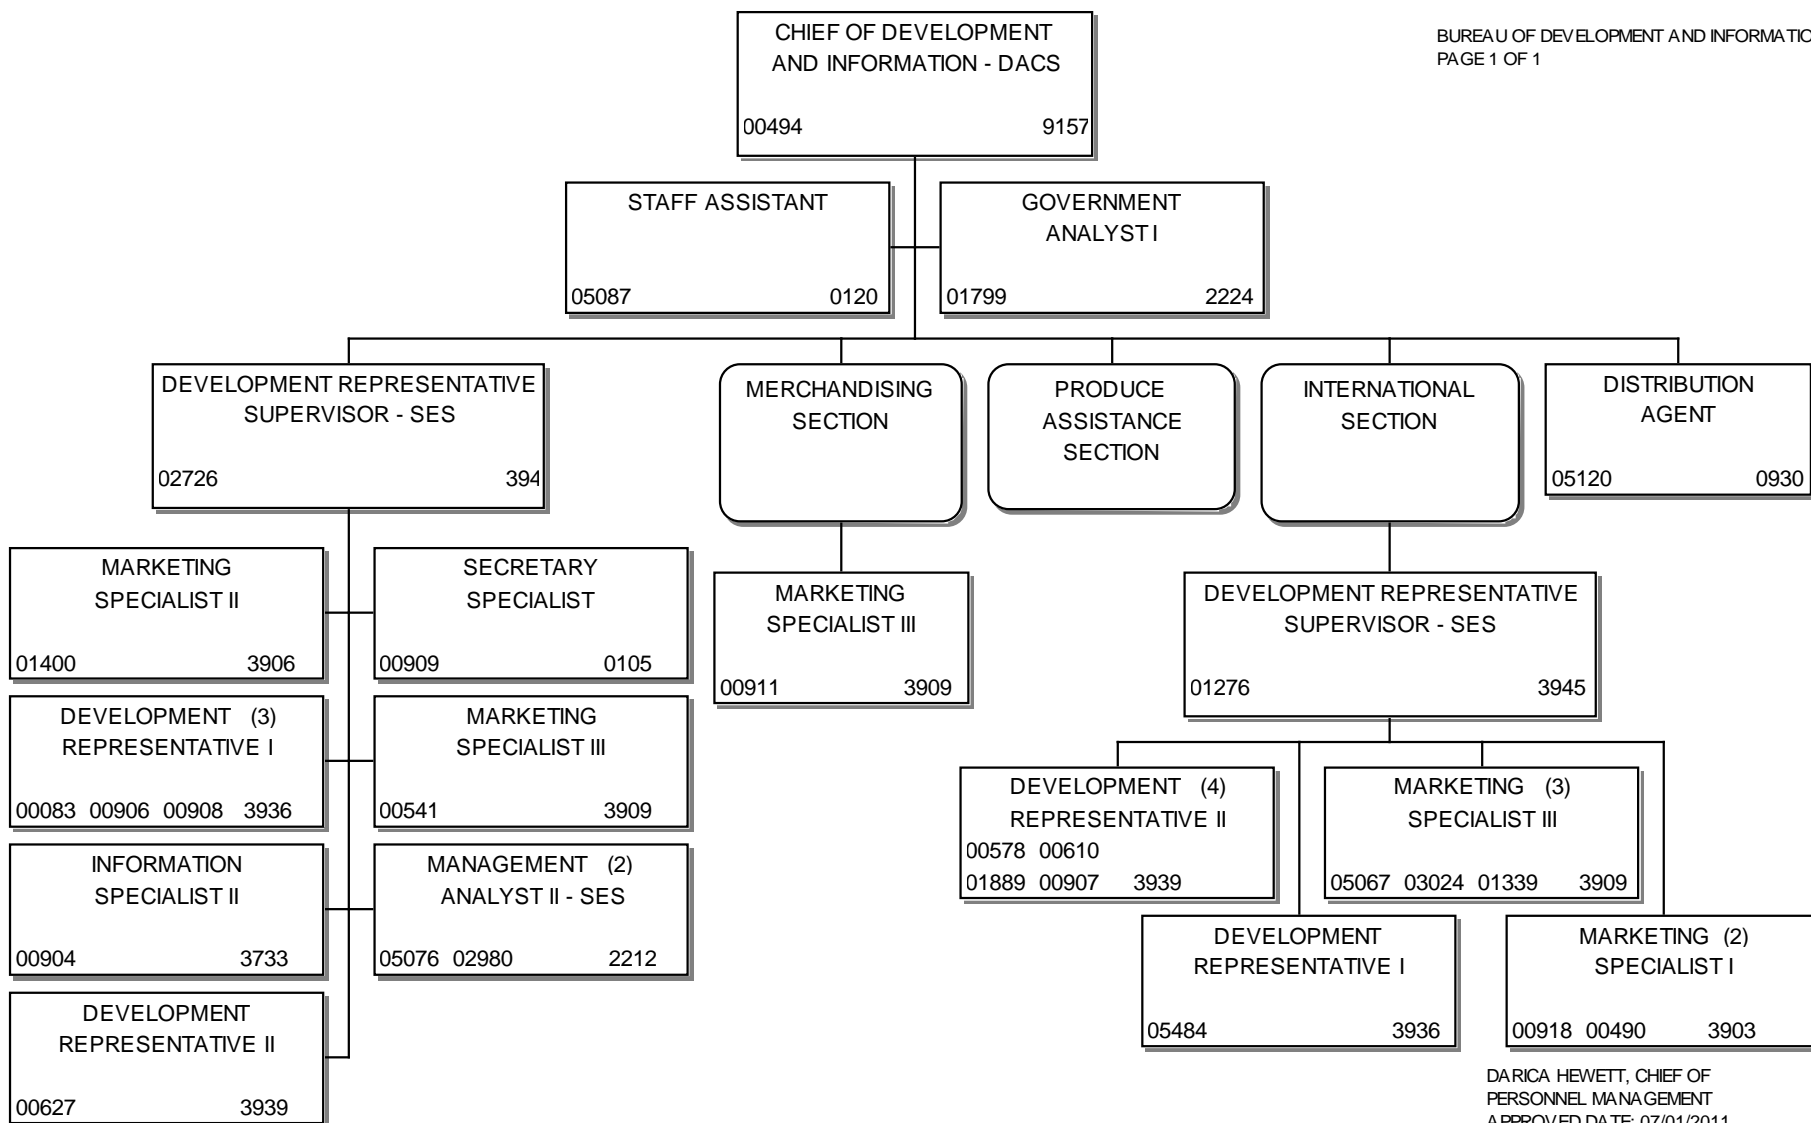 CHIEF OF DEVELOPMENT
AND INFORMATION - DACS
00494 9157
BUREAU OF DEVELOPMENT AND INFORMATIO
PAGE 1 OF 1
STAFF ASSISTANT
05087 0120
GOVERNMENT
ANALYST I
01799 2224
DEVELOPMENT REPRESENTATIVE
SUPERVISOR - SES
02726 394
MERCHANDISING
SECTION
PRODUCE
ASSISTANCE
SECTION
INTERNATIONAL
SECTION
DISTRIBUTION
AGENT
05120 0930
MARKETING
SPECIALIST II
01400 3906
SECRETARY
SPECIALIST
00909 0105
MARKETING
SPECIALIST III
00911 3909
DEVELOPMENT REPRESENTATIVE
SUPERVISOR - SES
01276 3945
DEVELOPMENT (3)
REPRESENTATIVE I
00083 00906 00908 3936
MARKETING
SPECIALIST III
00541 3909
DEVELOPMENT (4)
REPRESENTATIVE II
00578 00610
01889 00907 3939
MARKETING (3)
SPECIALIST III
05067 03024 01339 3909
INFORMATION
SPECIALIST II
00904 3733
MANAGEMENT (2)
ANALYST II - SES
05076 02980 2212
DEVELOPMENT
REPRESENTATIVE I
05484 3936
MARKETING (2)
SPECIALIST I
00918 00490 3903
DEVELOPMENT
REPRESENTATIVE II
00627 3939
DARICA HEWETT, CHIEF OF
PERSONNEL MANAGEMENT
APPROVED DATE: 07/01/2011